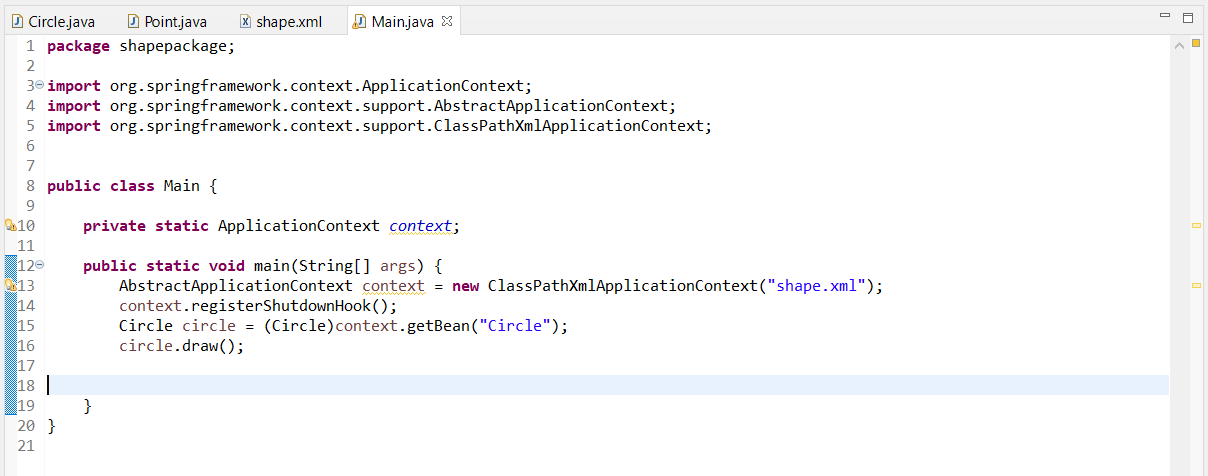 Circle.java Point.java shape.xml Main.java
1 package shapepackage;
2
3 import org.springframework.context.ApplicationContext;
4 import org.springframework.context.support.AbstractApplicationContext;
5 import org.springframework.context.support.ClassPathXmlApplicationContext;
6
7
8 public class Main {
9
10     private static ApplicationContext context;
11
12     public static void main(String[] args) {
13         AbstractApplicationContext context = new ClassPathXmlApplicationContext("shape.xml");
14         context.registerShutdownHook();
15         Circle circle = (Circle)context.getBean("Circle");
16         circle.draw();
17
18
19     }
20 }
21